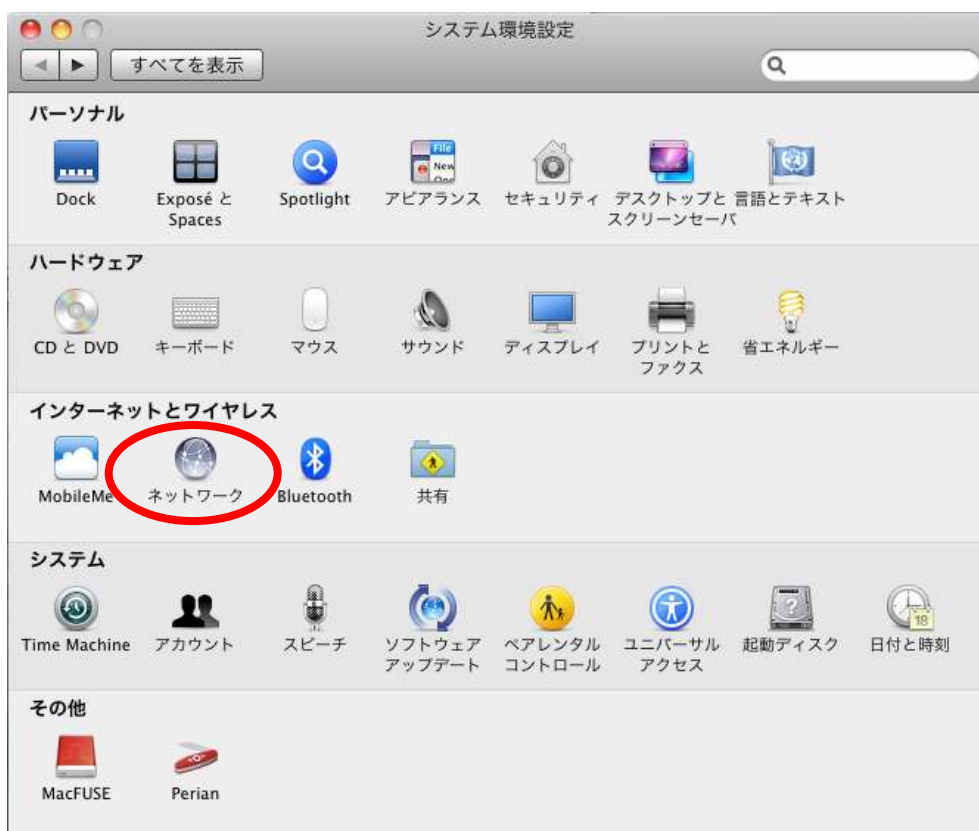 システム環境設定
すべてを表示
パーソナル
Dock
Exposé と
Spaces
Spotlight
File
New
One
アピアランス
セキュリティ
デスクトップと
スクリーンセーバ
言語とテキスト
ハードウェア
CD と DVD
キーボード
マウス
サウンド
ディスプレイ
プリントと
ファクス
省エネルギー
インターネットとワイヤレス
MobileMe
ネットワーク
Bluetooth
共有
システム
Time Machine
アカウント
スピーチ
ソフトウェア
アップデート
ペアレンタル
コントロール
ユニバーサル
アクセス
?
起動ディスク
18
日付と時刻
その他
MacFUSE
Perian